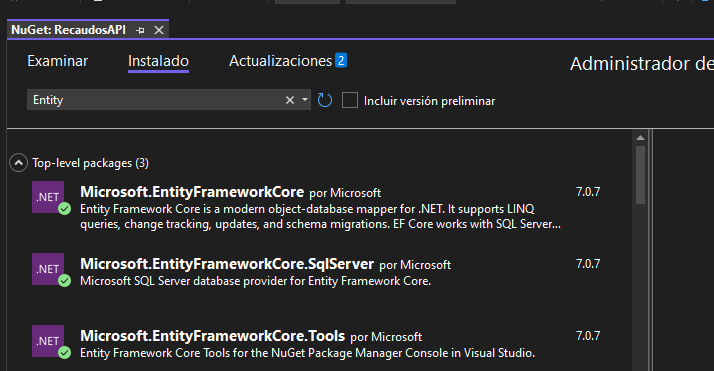 NuGet: RecaudosAPI
Examinar Instalado Actualizaciones 2
Administrador de
Entity
Incluir versión preliminar
Top-level packages (3)
.NET
Microsoft.EntityFrameworkCore por Microsoft 7.0.7
Entity Framework Core is a modern object-database mapper for .NET. It supports LINQ
queries, change tracking, updates, and schema migrations. EF Core works with SQL Server...
.NET
Microsoft.EntityFrameworkCore.SqlServer por Microsoft 7.0.7
Microsoft SQL Server database provider for Entity Framework Core.
.NET
Microsoft.EntityFrameworkCore.Tools por Microsoft 7.0.7
Entity Framework Core Tools for the NuGet Package Manager Console in Visual Studio.